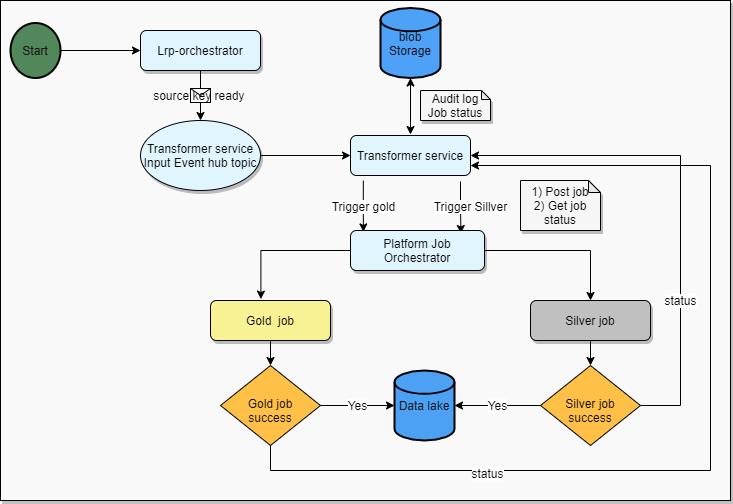 Start
Lrp-orchestrator
blob
Storage
source key ready
Audit log
Job status
Transformer service
Input Event hub topic
Transformer service
1) Post job
2) Get job
status
Trigger gold
Trigger Sillver
Platform Job
Orchestrator
Gold job
Silver job
status
Gold job
success
Yes
Data lake
Yes
Silver job
success
status